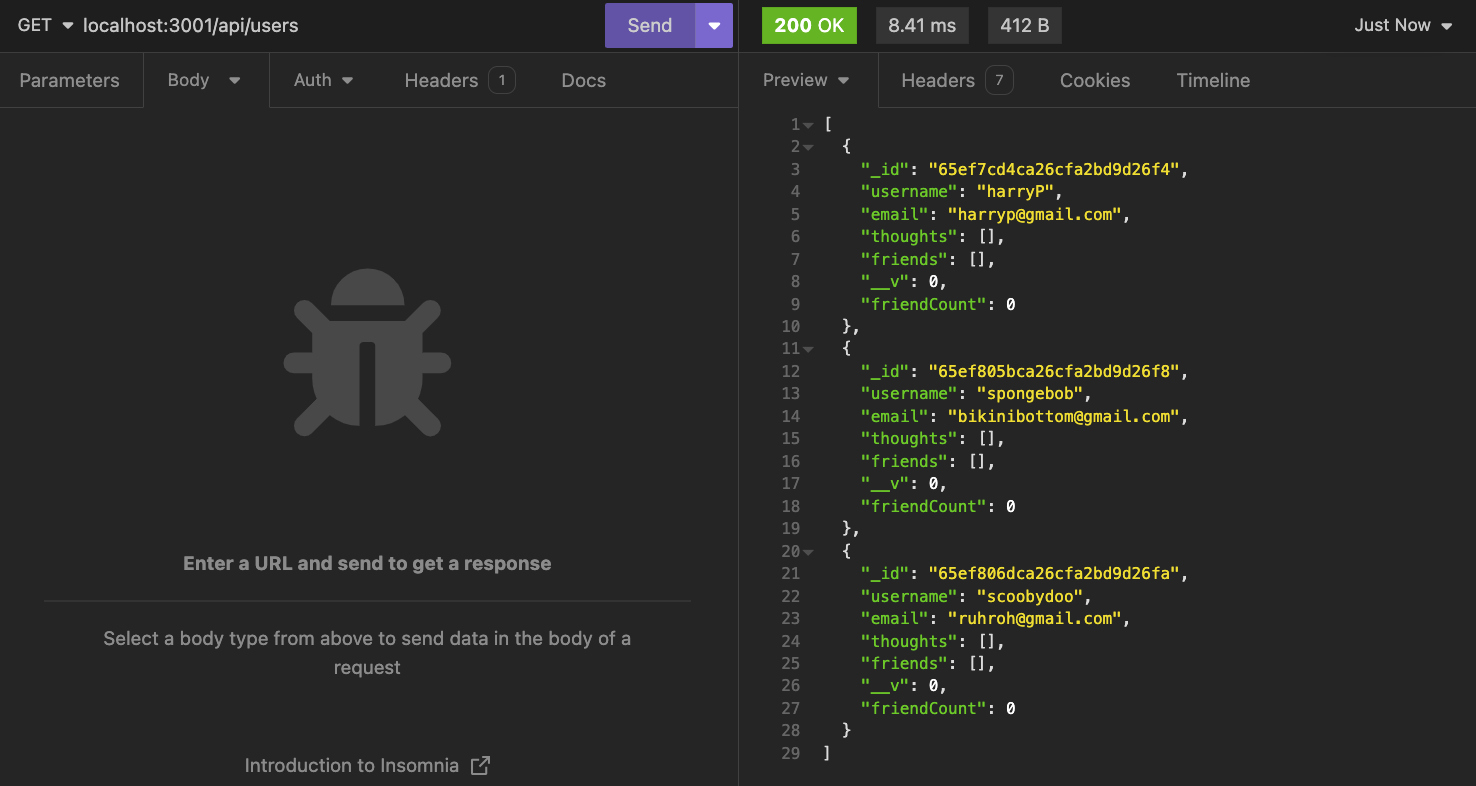 GET localhost:3001/api/users Send
200 OK 8.41 ms 412 B Just Now
Parameters Body Auth Headers 1 Docs
Preview Headers 7 Cookies Timeline
Enter a URL and send to get a response
Select a body type from above to send data in the body of a
request
Introduction to Insomnia
1 [
2 {
3 "_id": "65ef7cd4ca26cfa2bd9d26f4",
4 "username": "harryP",
5 "email": "harryp@gmail.com",
6 "thoughts": [],
7 "friends": [],
8 "__v": 0,
9 "friendCount": 0
10 },
11 {
12 "_id": "65ef805bca26cfa2bd9d26f8",
13 "username": "spongebob",
14 "email": "bikinibottom@gmail.com",
15 "thoughts": [],
16 "friends": [],
17 "__v": 0,
18 "friendCount": 0
19 },
20 {
21 "_id": "65ef806dca26cfa2bd9d26fa",
22 "username": "scoobydoo",
23 "email": "ruhroh@gmail.com",
24 "thoughts": [],
25 "friends": [],
26 "__v": 0,
27 "friendCount": 0
28 }
29 ]